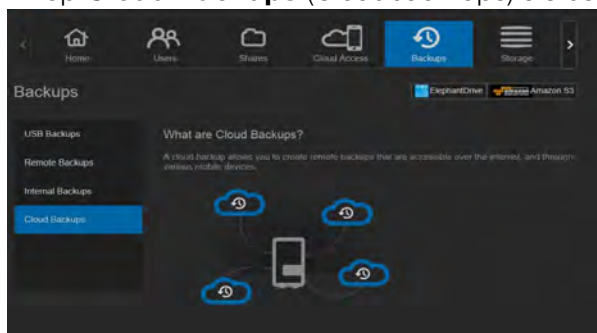 Home
Users
Shares
Cloud Access
Backups
Storage
Backups
ElephantDrive
Amazon S3
USB Backups
What are Cloud Backups?
Remote Backups
A cloud backup allows you to create remote backups that are accessible over the internet, and through
various mobile devices.
Internal Backups
Cloud Backups